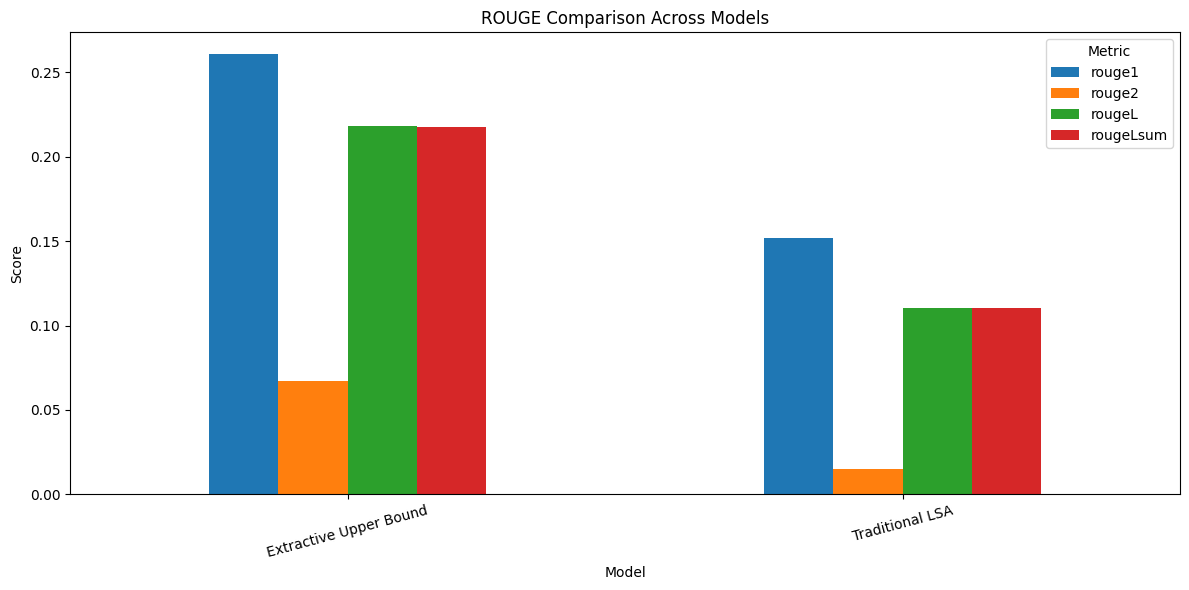 ROUGE Comparison Across Models
Metric
rouge1
rouge2
rougeL
rougeLsum
Score
0.25
0.20
0.15
0.10
0.05
0.00
Extractive Upper Bound
Traditional LSA
Model